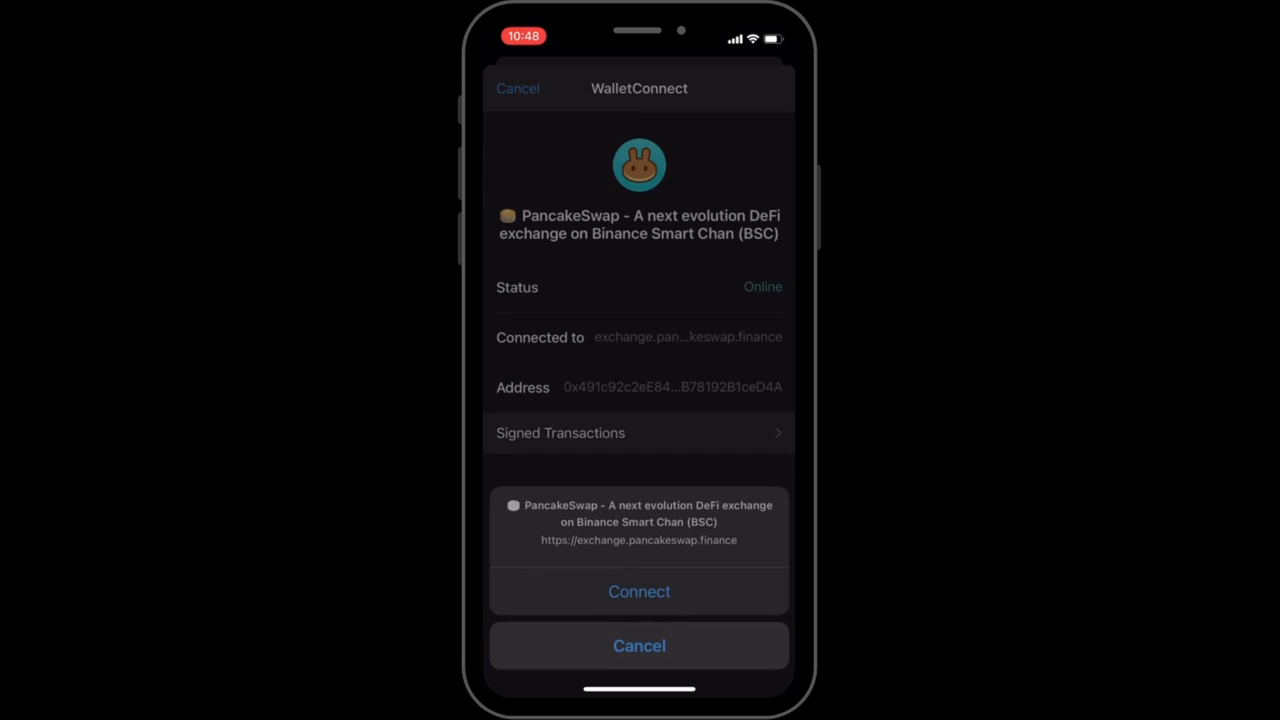 10:48
Cancel
WalletConnect
🥞 PancakeSwap - A next evolution DeFi
exchange on Binance Smart Chan (BSC)
Status
Online
Connected to
exchange.pan...keswap.finance
Address
0x491c92c2eE84...B78192B1ceD4A
Signed Transactions
🥞 PancakeSwap - A next evolution DeFi exchange
on Binance Smart Chan (BSC)
https://exchange.pancakeswap.finance
Connect
Cancel